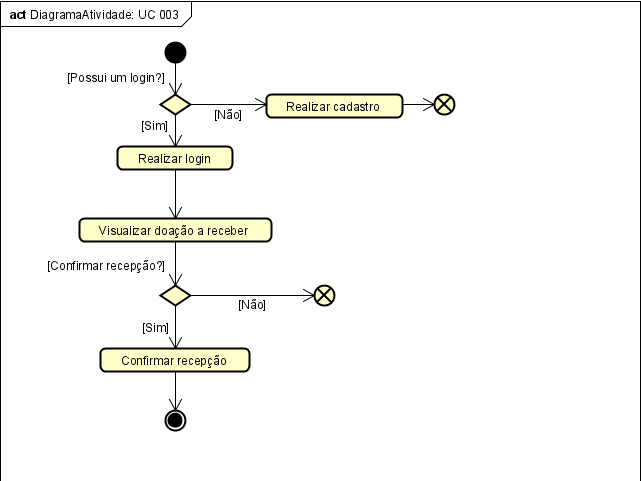 act DiagramaAtividade: UC 003
[Possui um login?]
[Não]
Realizar cadastro
[Sim]
Realizar login
Visualizar doação a receber
[Confirmar recepção?]
[Não]
[Sim]
Confirmar recepção